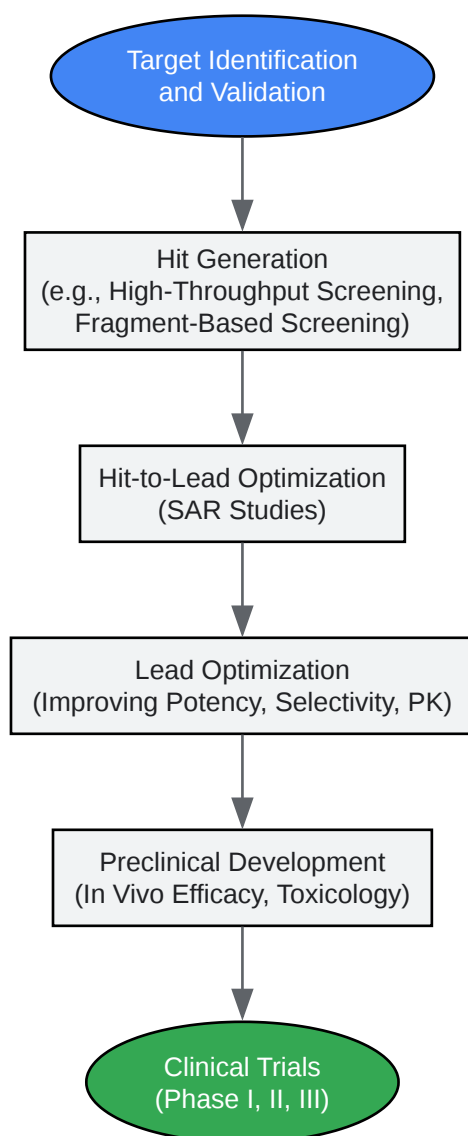 Target Identification
and Validation
Hit Generation
(e.g., High-Throughput Screening,
Fragment-Based Screening)
Hit-to-Lead Optimization
(SAR Studies)
Lead Optimization
(Improving Potency, Selectivity, PK)
Preclinical Development
(In Vivo Efficacy, Toxicology)
Clinical Trials
(Phase I, II, III)